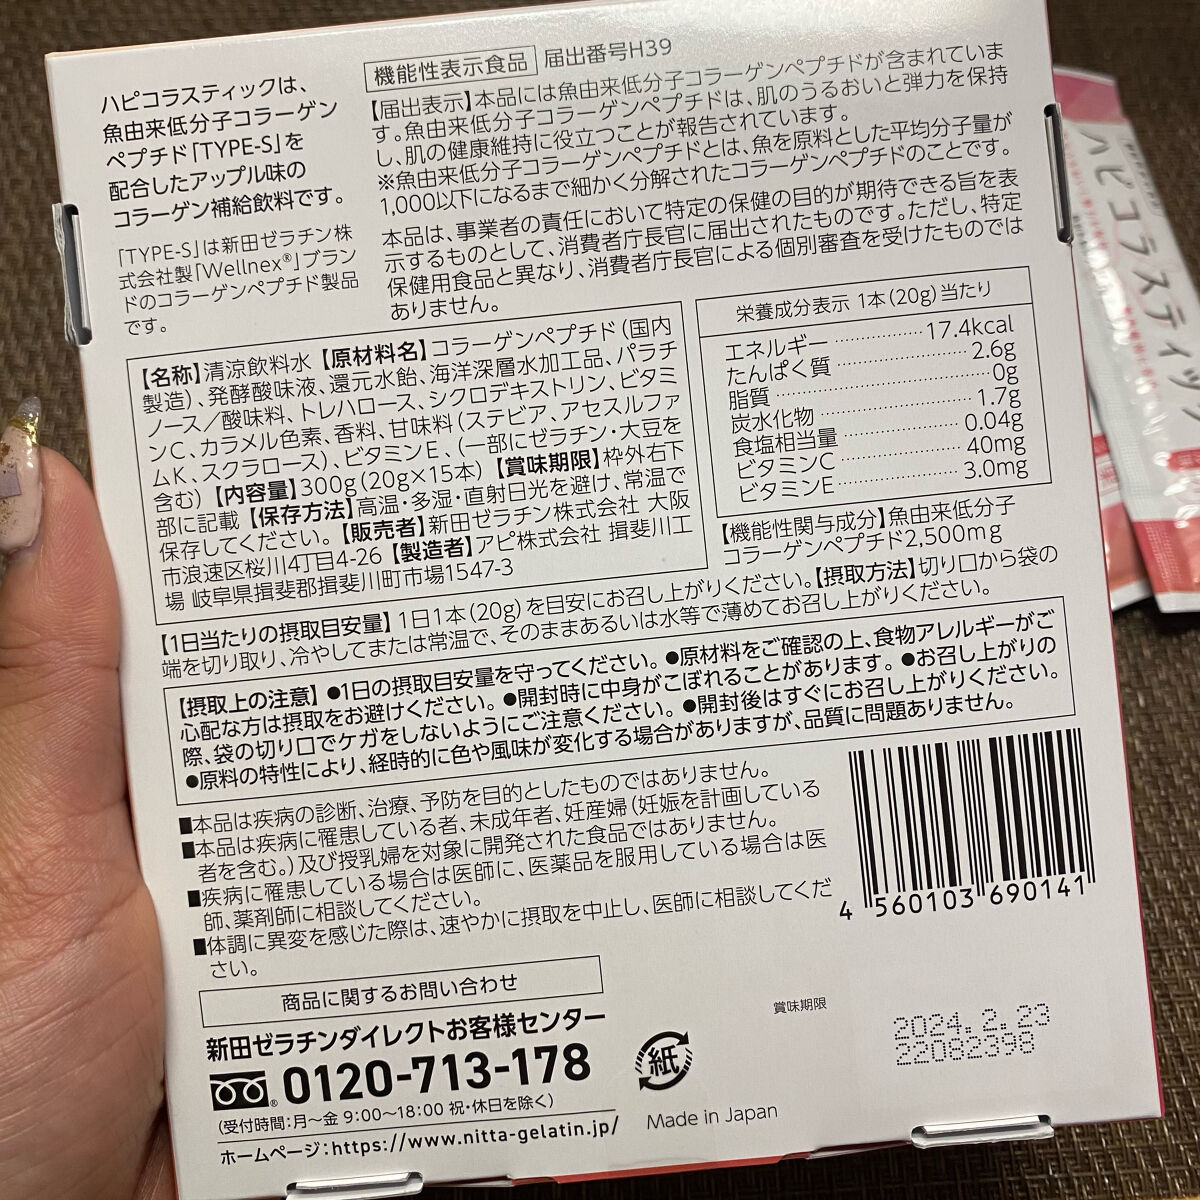 ハピコラスティックは、
魚由来低分子コラーゲン
ペプチド「TYPE-S」を
配合したアップル味の
コラーゲン補給飲料です。
「TYPE-S」は新田ゼラチン株
式会社製「Wellnex®」ブラン
ドのコラーゲンペプチド製品
です。
機能性表示食品 届出番号H39
【届出表示】本品には魚由来低分子コラーゲンペプチドが含まれていま
す。魚由来低分子コラーゲンペプチドは、肌のうるおいと弾力を保持
し、肌の健康維持に役立つことが報告されています。
※魚由来低分子コラーゲンペプチドとは、魚を原料とした平均分子量が
1,000以下になるまで細かく分解されたコラーゲンペプチドのことです。
本品は、事業者の責任において特定の保健の目的が期待できる旨を表
示するものとして、消費者庁長官に届出されたものです。ただし、特定
保健用食品と異なり、消費者庁長官による個別審査を受けたものでは
ありません。
【名称】清涼飲料水【原材料名】コラーゲンペプチド(国内
製造)、発酵酸味液、還元水飴、海洋深層水加工品、パラチ
ノース/酸味料、トレハロース、シクロデキストリン、ビタミ
ンC、カラメル色素、香料、甘味料(ステビア、アセスルファ
ムK、スクラロース)、ビタミンE、(一部にゼラチン・大豆を
含む)【内容量】300g(20g×15本)【賞味期限】枠外右下
部に記載【保存方法】高温・多湿・直射日光を避け、常温で
保存してください。【販売者】新田ゼラチン株式会社 大阪
市浪速区桜川4丁目4-26【製造者】アピ株式会社 揖斐川工
場 岐阜県揖斐郡揖斐川町市場1547-3
栄養成分表示 1本(20g)当たり
エネルギー……………17.4kcal
たんぱく質……………2.6g
脂質……………0g
炭水化物……………1.7g
食塩相当量……………0.04g
ビタミンC……………40mg
ビタミンE……………3.0mg
【機能性関与成分】魚由来低分子
コラーゲンペプチド2,500mg
【1日当たりの摂取目安量】1日1本(20g)を目安にお召し上がりください。【摂取方法】切り口から袋の
端を切り取り、冷やしてまたは常温で、そのままあるいは水等で薄めてお召し上がりください。
【摂取上の注意】●1日の摂取目安量を守ってください。●原材料をご確認の上、食物アレルギーがご
心配な方は摂取をお避けください。●開封時に中身がこぼれることがあります。●お召し上がりの
際、袋の切り口でケガをしないようにご注意ください。●開封後はすぐにお召し上がりください。
●原料の特性により、経時的に色や風味が変化する場合がありますが、品質に問題ありません。
■本品は疾病の診断、治療、予防を目的としたものではありません。
■本品は疾病に罹患している者、未成年者、妊産婦(妊娠を計画している
者を含む。)及び授乳婦を対象に開発された食品ではありません。
■疾病に罹患している場合は医師に、医薬品を服用している場合は医
師、薬剤師に相談してください。
■体調に異変を感じた際は、速やかに摂取を中止し、医師に相談してくだ
さい。
4 560103 690141
商品に関するお問い合わせ
新田ゼラチンダイレクトお客様センター
0120-713-178
(受付時間:月~金 9:00~18:00 祝・休日を除く)
ホームページ:https://www.nitta-gelatin.jp/
紙
Made in Japan
賞味期限
2024.2.23
22082398
ハピコラスティック